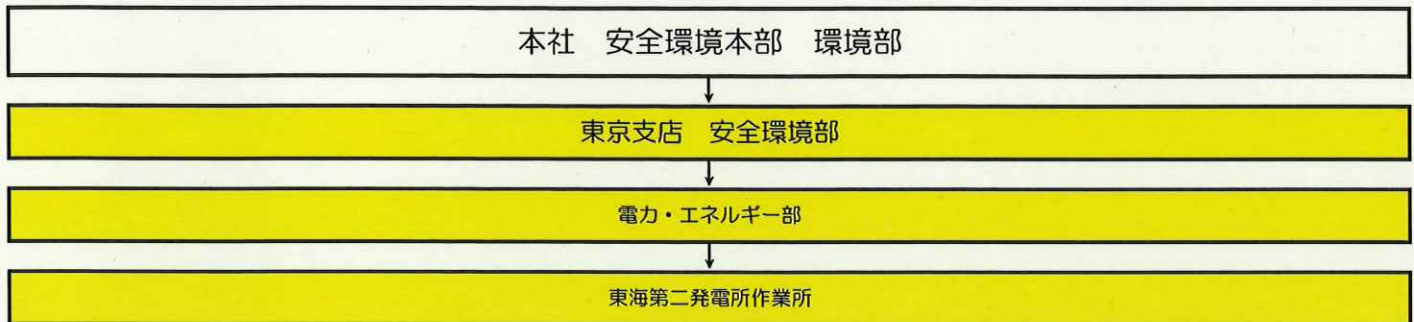 本社　安全環境本部　環境部
東京支店　安全環境部
電力・エネルギー部
東海第二発電所作業所